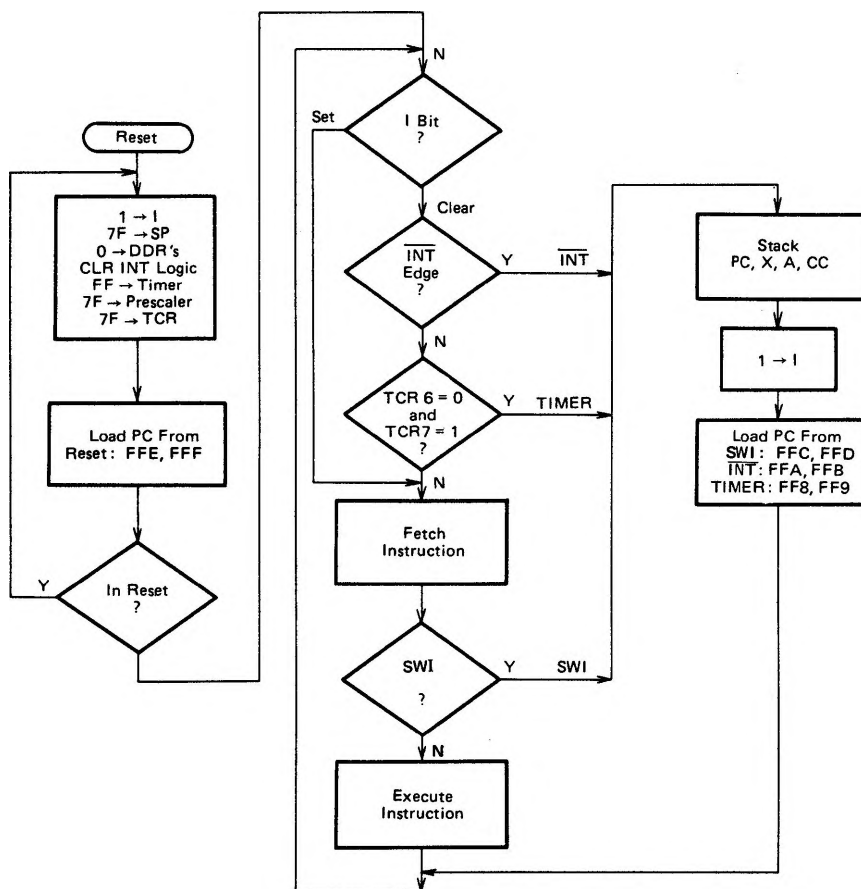 Reset
1 → I
7F → SP
0 → DDR's
CLR INT Logic
FF → Timer
7F → Prescaler
7F → TCR
Load PC From
Reset: FFE, FFF
Y
In Reset
?
N
I Bit
?
Set
Clear
INT
Edge
?
Y
INT
N
TCR 6 = 0
and
TCR7 = 1
?
Y
TIMER
N
Fetch
Instruction
SWI
?
Y
SWI
N
Execute
Instruction
Stack
PC, X, A, CC
1 → I
Load PC From
SWI: FFC, FFD
INT: FFA, FFB
TIMER: FF8, FF9